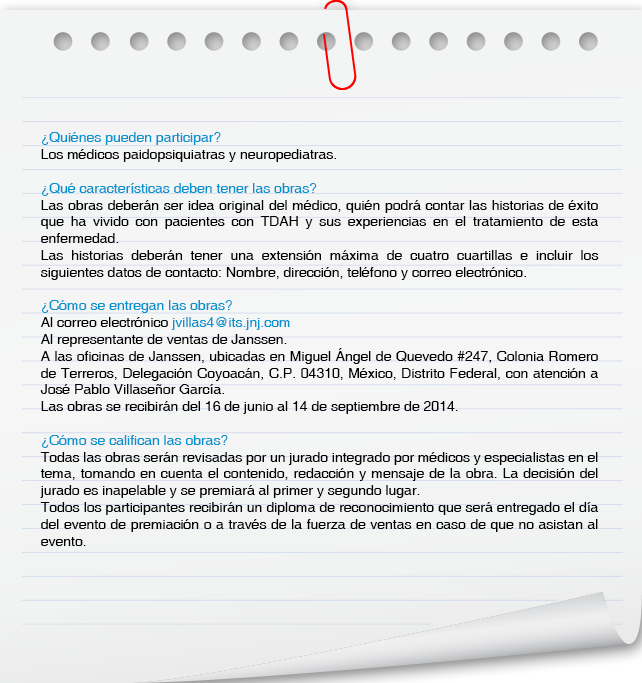 ¿Quiénes pueden participar?
Los médicos paidopsiquiatras y neuropediatras.
¿Qué características deben tener las obras?
Las obras deberán ser idea original del médico, quién podrá contar las historias de éxito
que ha vivido con pacientes con TDAH y sus experiencias en el tratamiento de esta
enfermedad.
Las historias deberán tener una extensión máxima de cuatro cuartillas e incluir los
siguientes datos de contacto: Nombre, dirección, teléfono y correo electrónico.
¿Cómo se entregan las obras?
Al correo electrónico jvillas4@its.jnj.com
Al representante de ventas de Janssen.
A las oficinas de Janssen, ubicadas en Miguel Ángel de Quevedo #247, Colonia Romero
de Terreros, Delegación Coyoacán, C.P. 04310, México, Distrito Federal, con atención a
José Pablo Villaseñor García.
Las obras se recibirán del 16 de junio al 14 de septiembre de 2014.
¿Cómo se califican las obras?
Todas las obras serán revisadas por un jurado integrado por médicos y especialistas en el
tema, tomando en cuenta el contenido, redacción y mensaje de la obra. La decisión del
jurado es inapelable y se premiará al primer y segundo lugar.
Todos los participantes recibirán un diploma de reconocimiento que será entregado el día
del evento de premiación o a través de la fuerza de ventas en caso de que no asistan al
evento.